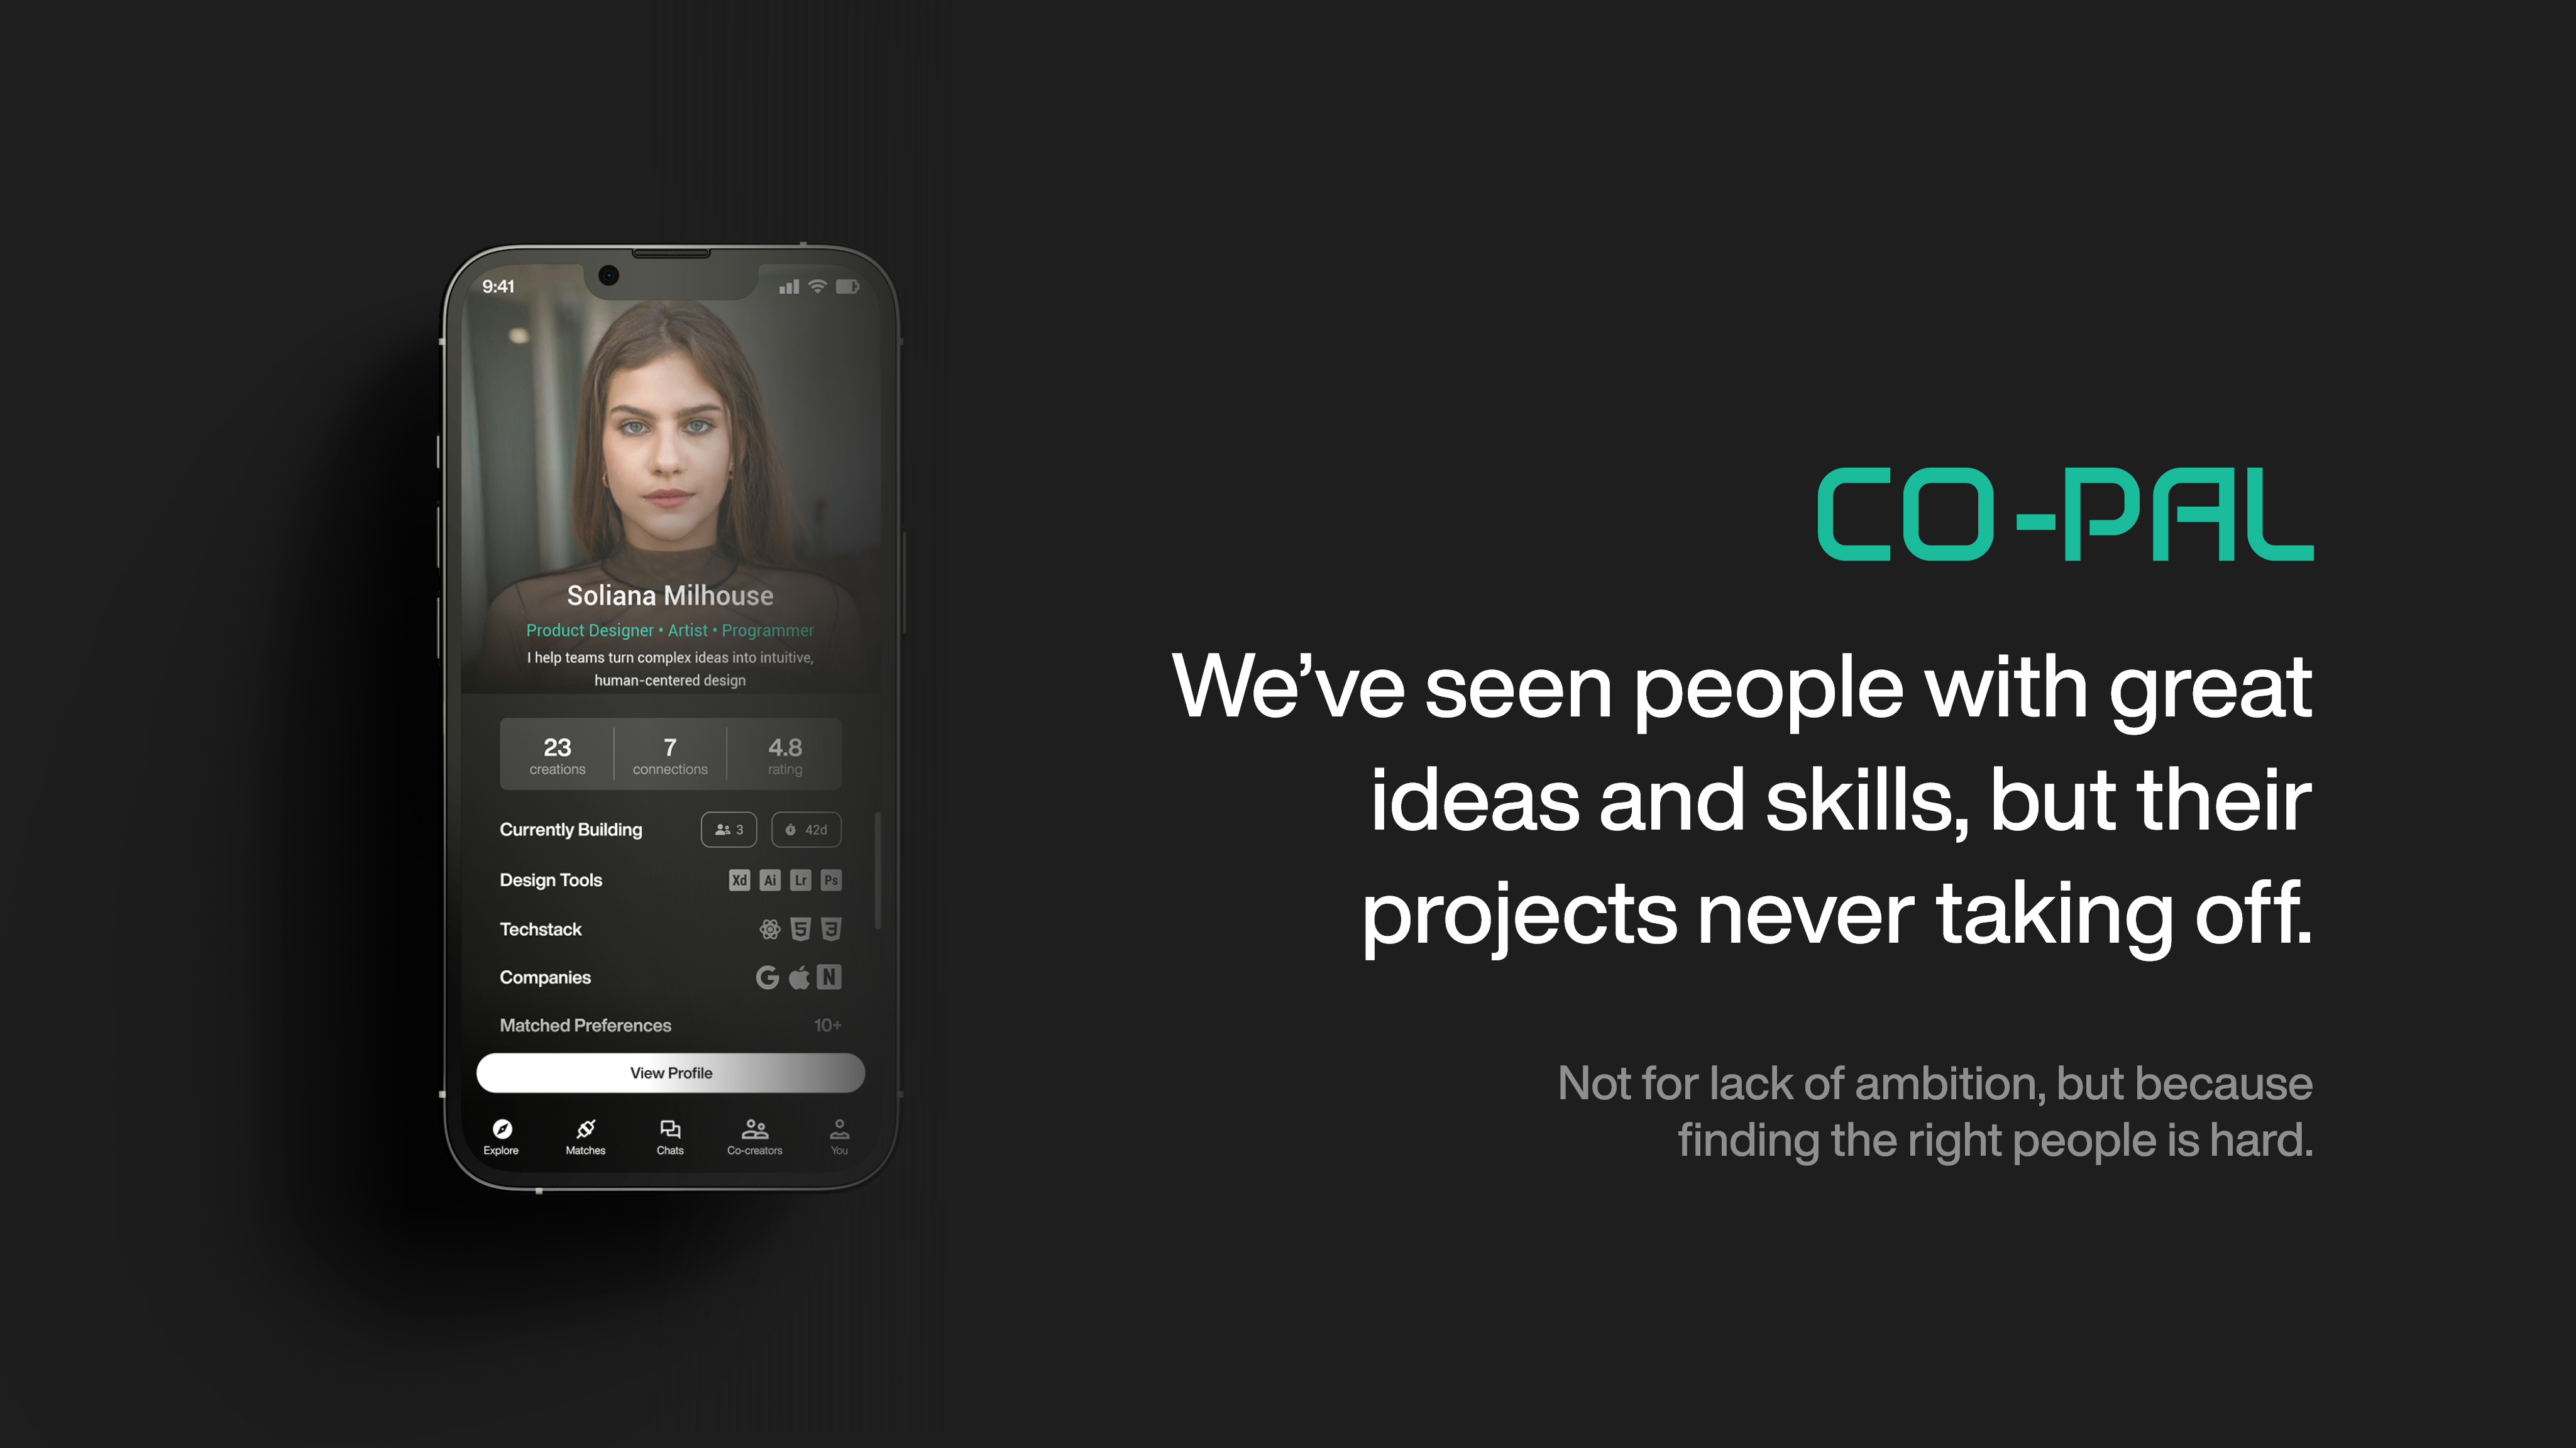 9:41
Soliana Milhouse
Product Designer • Artist • Programmer
I help teams turn complex ideas into intuitive,
human-centered design
23 7 4.8
creations connections rating
Currently Building 3 42d
Design Tools Xd Ai Lr Ps
Techstack 5 3
Companies G N
Matched Preferences 10+
View Profile
Explore Matches Chats Co-creators You
CO-PAL
We’ve seen people with great
ideas and skills, but their
projects never taking off.
Not for lack of ambition, but because
finding the right people is hard.